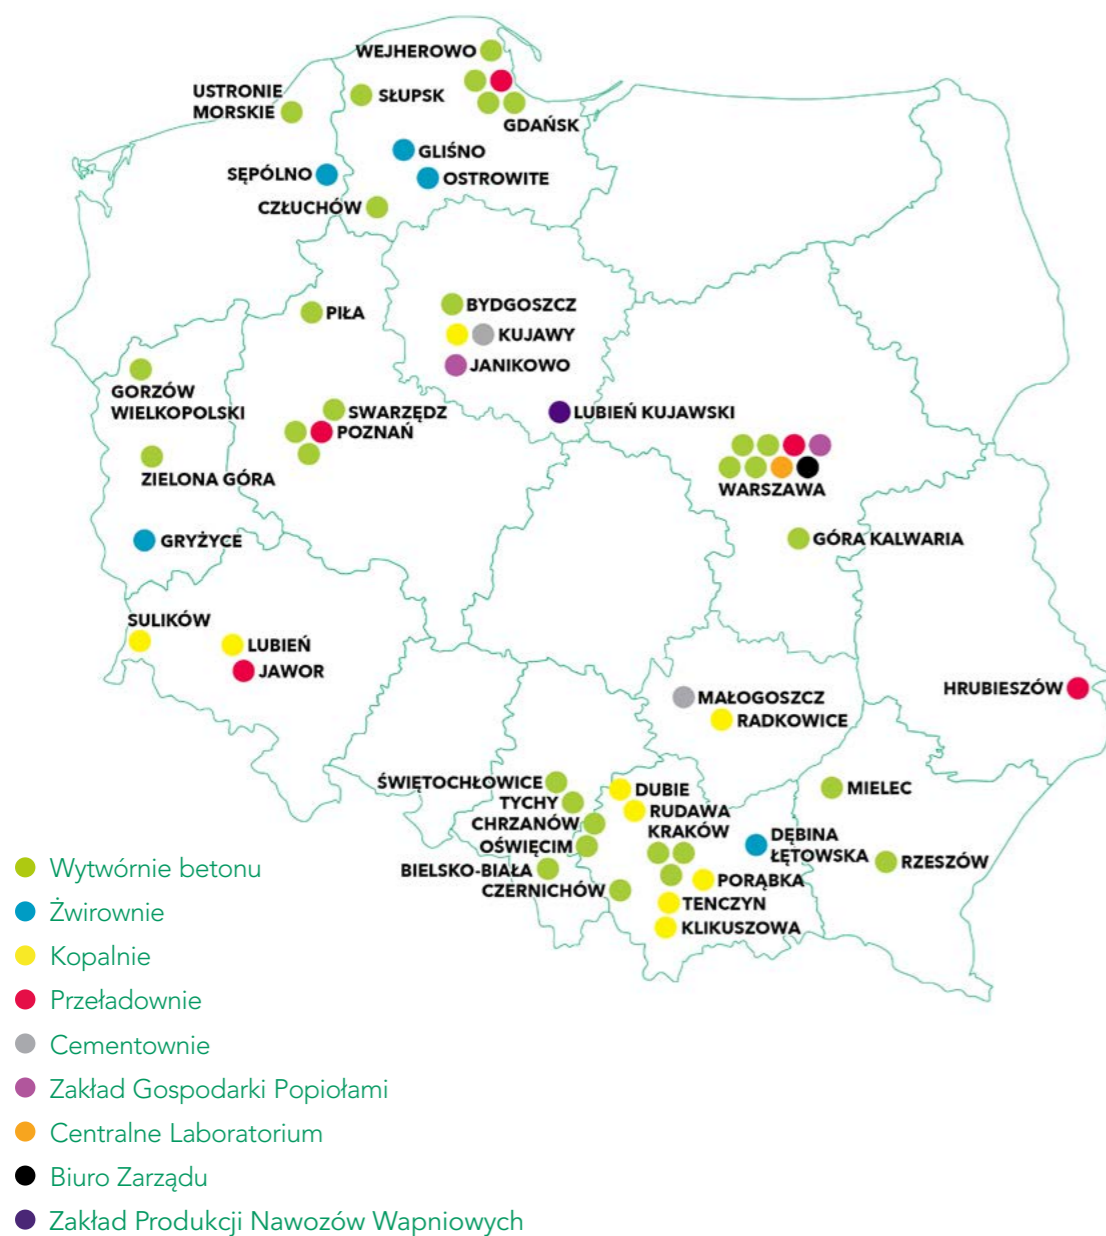 WEJHEROWO
USTRONIE
MORSKIE
SŁUPSK
GDAŃSK
GLIŚNO
SĘPÓLNO
OSTROWITE
CZŁUCHÓW
PIŁA
BYDGOSZCZ
KUJAWY
JANIKOWO
GORZÓW
WIELKOPOLSKI
SWARZĘDZ
LUBIEŃ KUJAWSKI
POZNAŃ
ZIELONA GÓRA
WARSZAWA
GRYŻYCE
GÓRA KALWARIA
SULIKÓW
LUBIEŃ
JAWOR
HRUBIESZÓW
MAŁOGOSZCZ
RADKOWICE
ŚWIĘTOCHŁOWICE
DUBIE
MIELEC
TYCHY
RUDAWA
CHRZANÓW
KRAKÓW
DĘBINA
ŁĘTOWSKA
OŚWIĘCIM
RZESZÓW
BIELSKO-BIAŁA
PORĄBKA
CZERNICHÓW
TENCZYN
KLIKUSZOWA
Wytwórnie betonu
Żwirownie
Kopalnie
Przeładownie
Cementownie
Zakład Gospodarki Popiołami
Centralne Laboratorium
Biuro Zarządu
Zakład Produkcji Nawozów Wapniowych